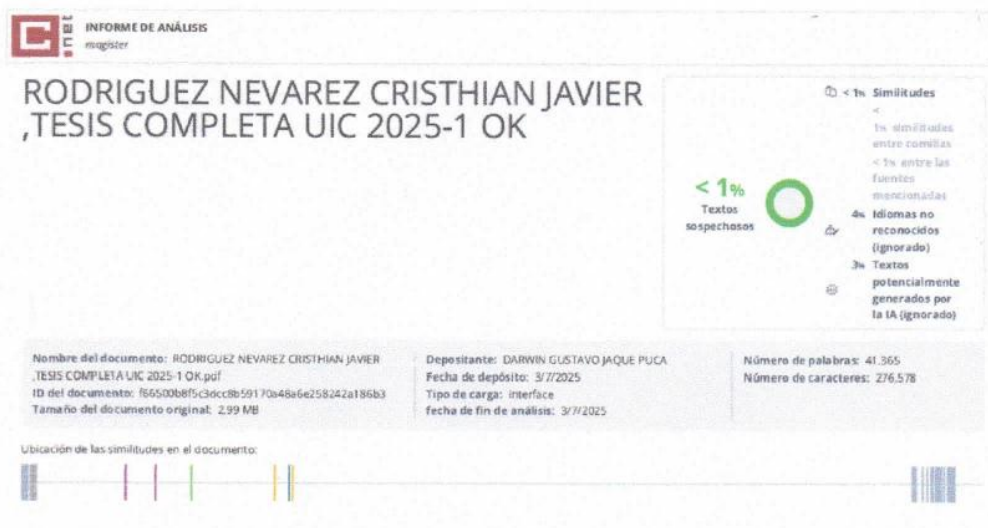 C
.net
INFORME DE ANÁLISIS
magister
RODRIGUEZ NEVAREZ CRISTHIAN JAVIER
,TESIS COMPLETA UIC 2025-1 OK
< 1%
Textos
sospechosos
< 1% Similitudes
<
1% similitudes
entre comillas
< 1% entre las
fuentes
mencionadas
4% Idiomas no
reconocidos
(ignorado)
3% Textos
potencialmente
generados por
la IA (ignorado)
Nombre del documento: RODRIGUEZ NEVAREZ CRISTHIAN JAVIER
,TESIS COMPLETA UIC 2025-1 OK.pdf
ID del documento: f66500b8f5c3dcc8b59170a48a6e258242a186b3
Tamaño del documento original: 2,99 MB
Depositante: DARWIN GUSTAVO JAQUE PUCA
Fecha de depósito: 3/7/2025
Tipo de carga: interface
fecha de fin de análisis: 3/7/2025
Número de palabras: 41.365
Número de caracteres: 276.578
Ubicación de las similitudes en el documento: